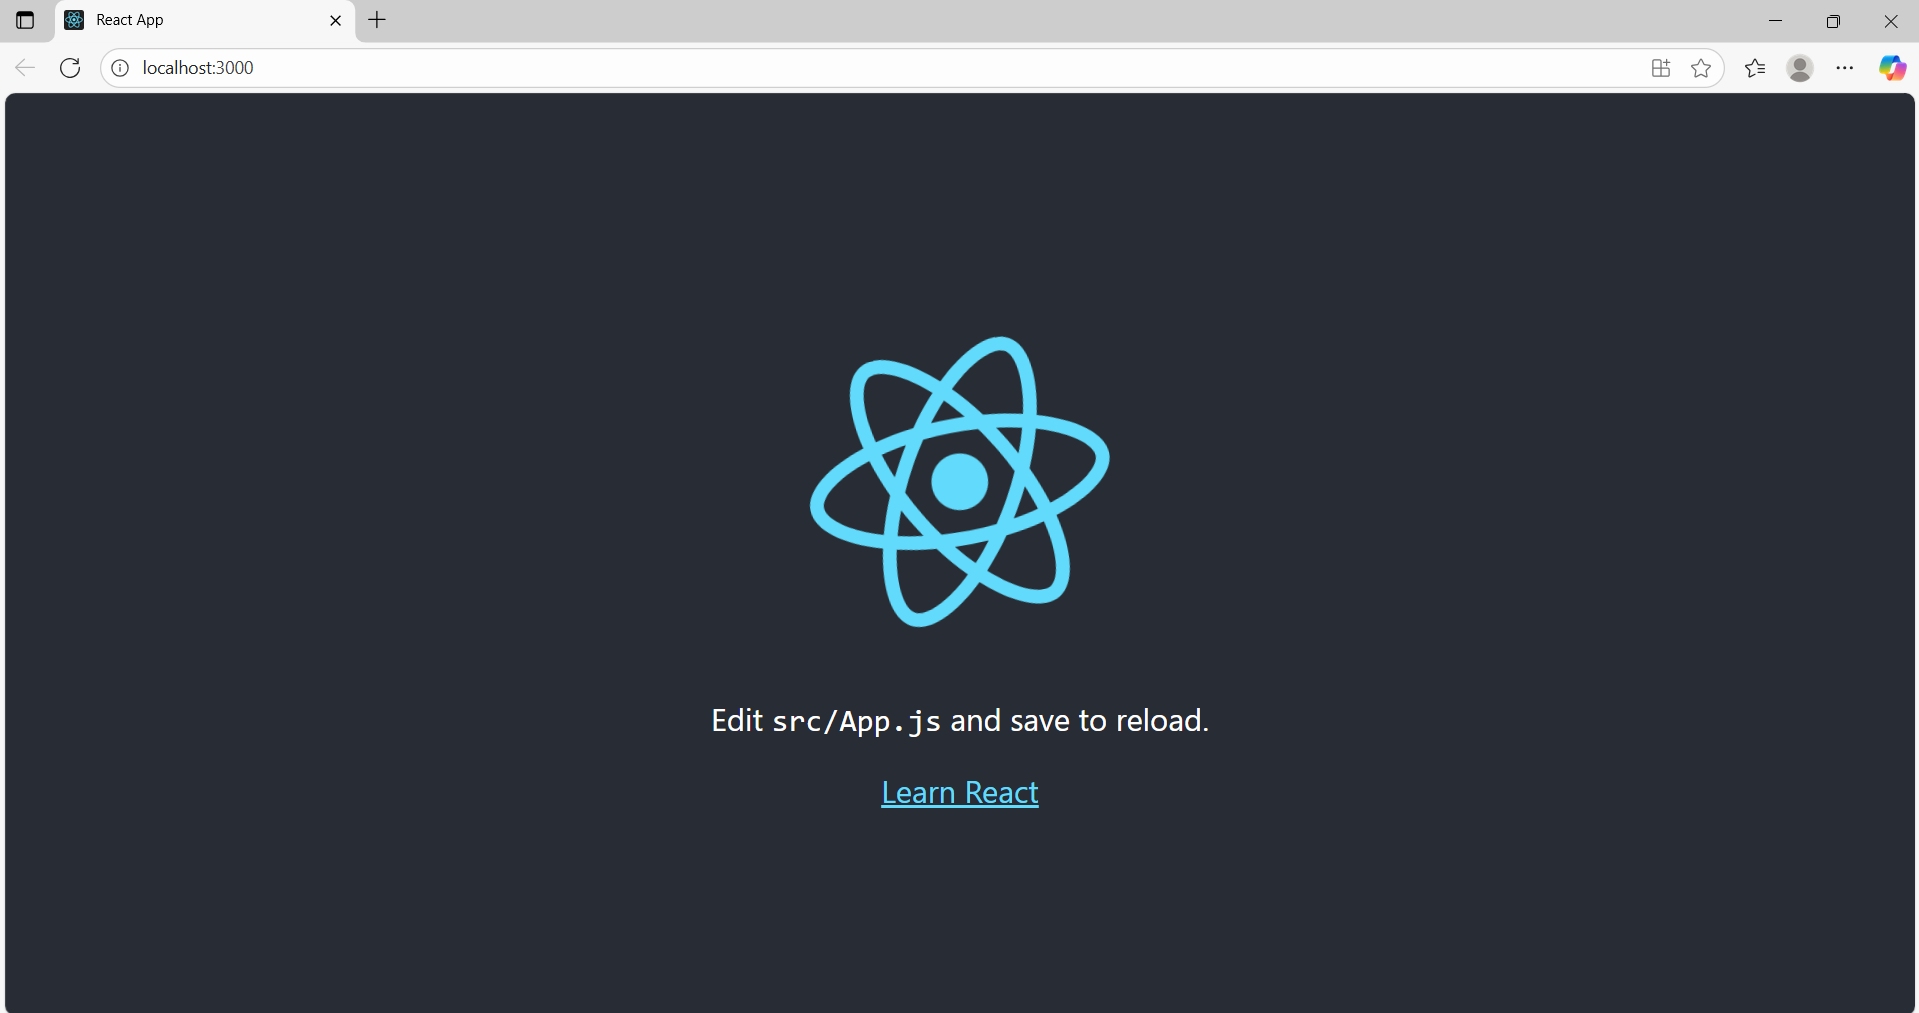 React App
localhost:3000
Edit src/App.js and save to reload.
Learn React